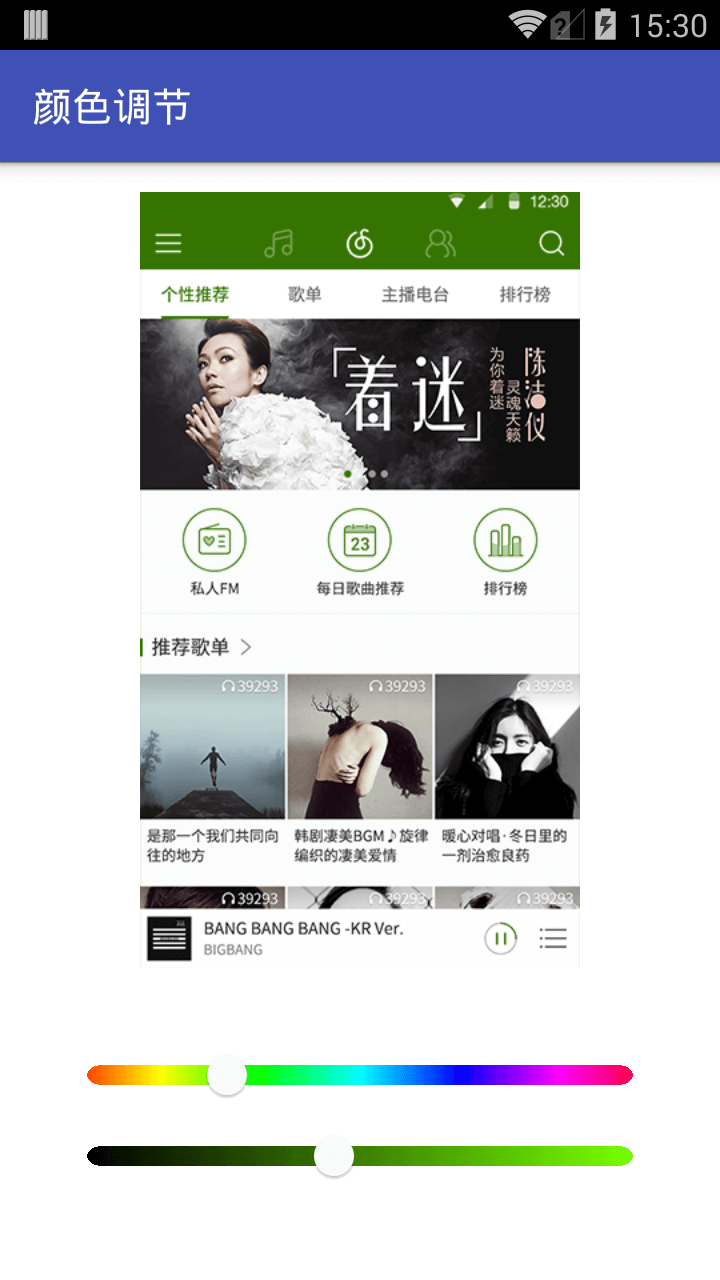 15:30
颜色调节
12:30
个性推荐 歌单 主播电台 排行榜
「着迷」
为你着迷
灵魂天籁
陈洁仪
23
私人FM 每日歌曲推荐 排行榜
推荐歌单
39293 39293 39293
是那一个我们共同向
往的地方
韩剧凄美BGM♪旋律
编织的凄美爱情
暖心对唱·冬日里的
一剂治愈良药
39293 39293 39293
BANG BANG BANG -KR Ver.
BIGBANG